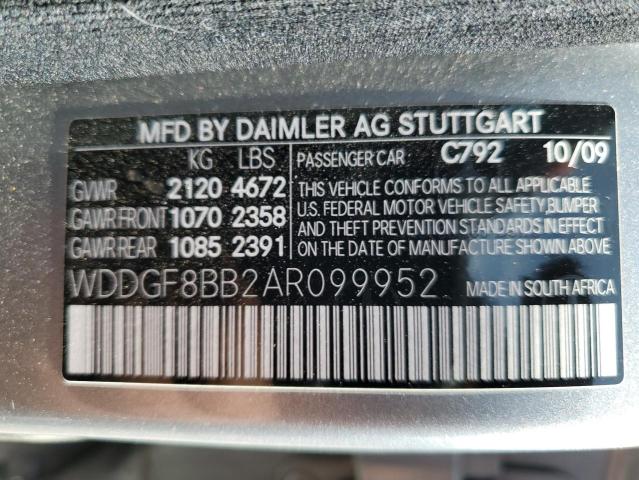 MFD BY DAIMLER AG STUTTGART
KG LBS PASSENGER CAR C792 10/09
GVWR 2120 4672 THIS VEHICLE CONFORMS TO ALL APPLICABLE
GAWR FRONT 1070 2358 U.S. FEDERAL MOTOR VEHICLE SAFETY, BUMPER
GAWR REAR 1085 2391 AND THEFT PREVENTION STANDARDS IN EFFECT
ON THE DATE OF MANUFACTURE SHOWN ABOVE.
WDDGF8BB2AR099952 MADE IN SOUTH AFRICA